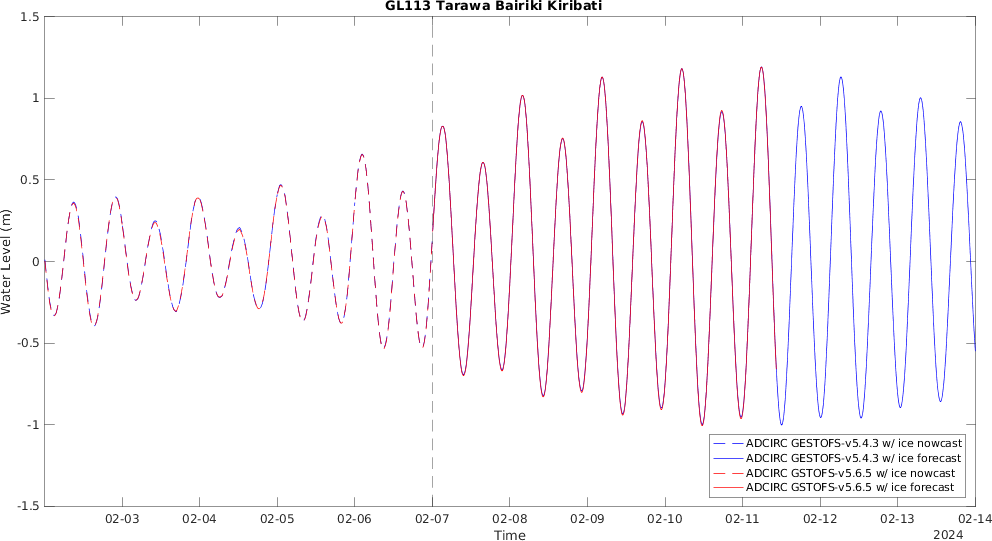 GL113 Tarawa Bairiki Kiribati
Water Level (m)
1.5
1
0.5
0
-0.5
-1
-1.5
ADCIRC GESTOFS-v5.4.3 w/ ice nowcast
ADCIRC GESTOFS-v5.4.3 w/ ice forecast
ADCIRC GSTOFS-v5.6.5 w/ ice nowcast
ADCIRC GSTOFS-v5.6.5 w/ ice forecast
02-03 02-04 02-05 02-06 02-07 02-08 02-09 02-10 02-11 02-12 02-13 02-14
Time
2024